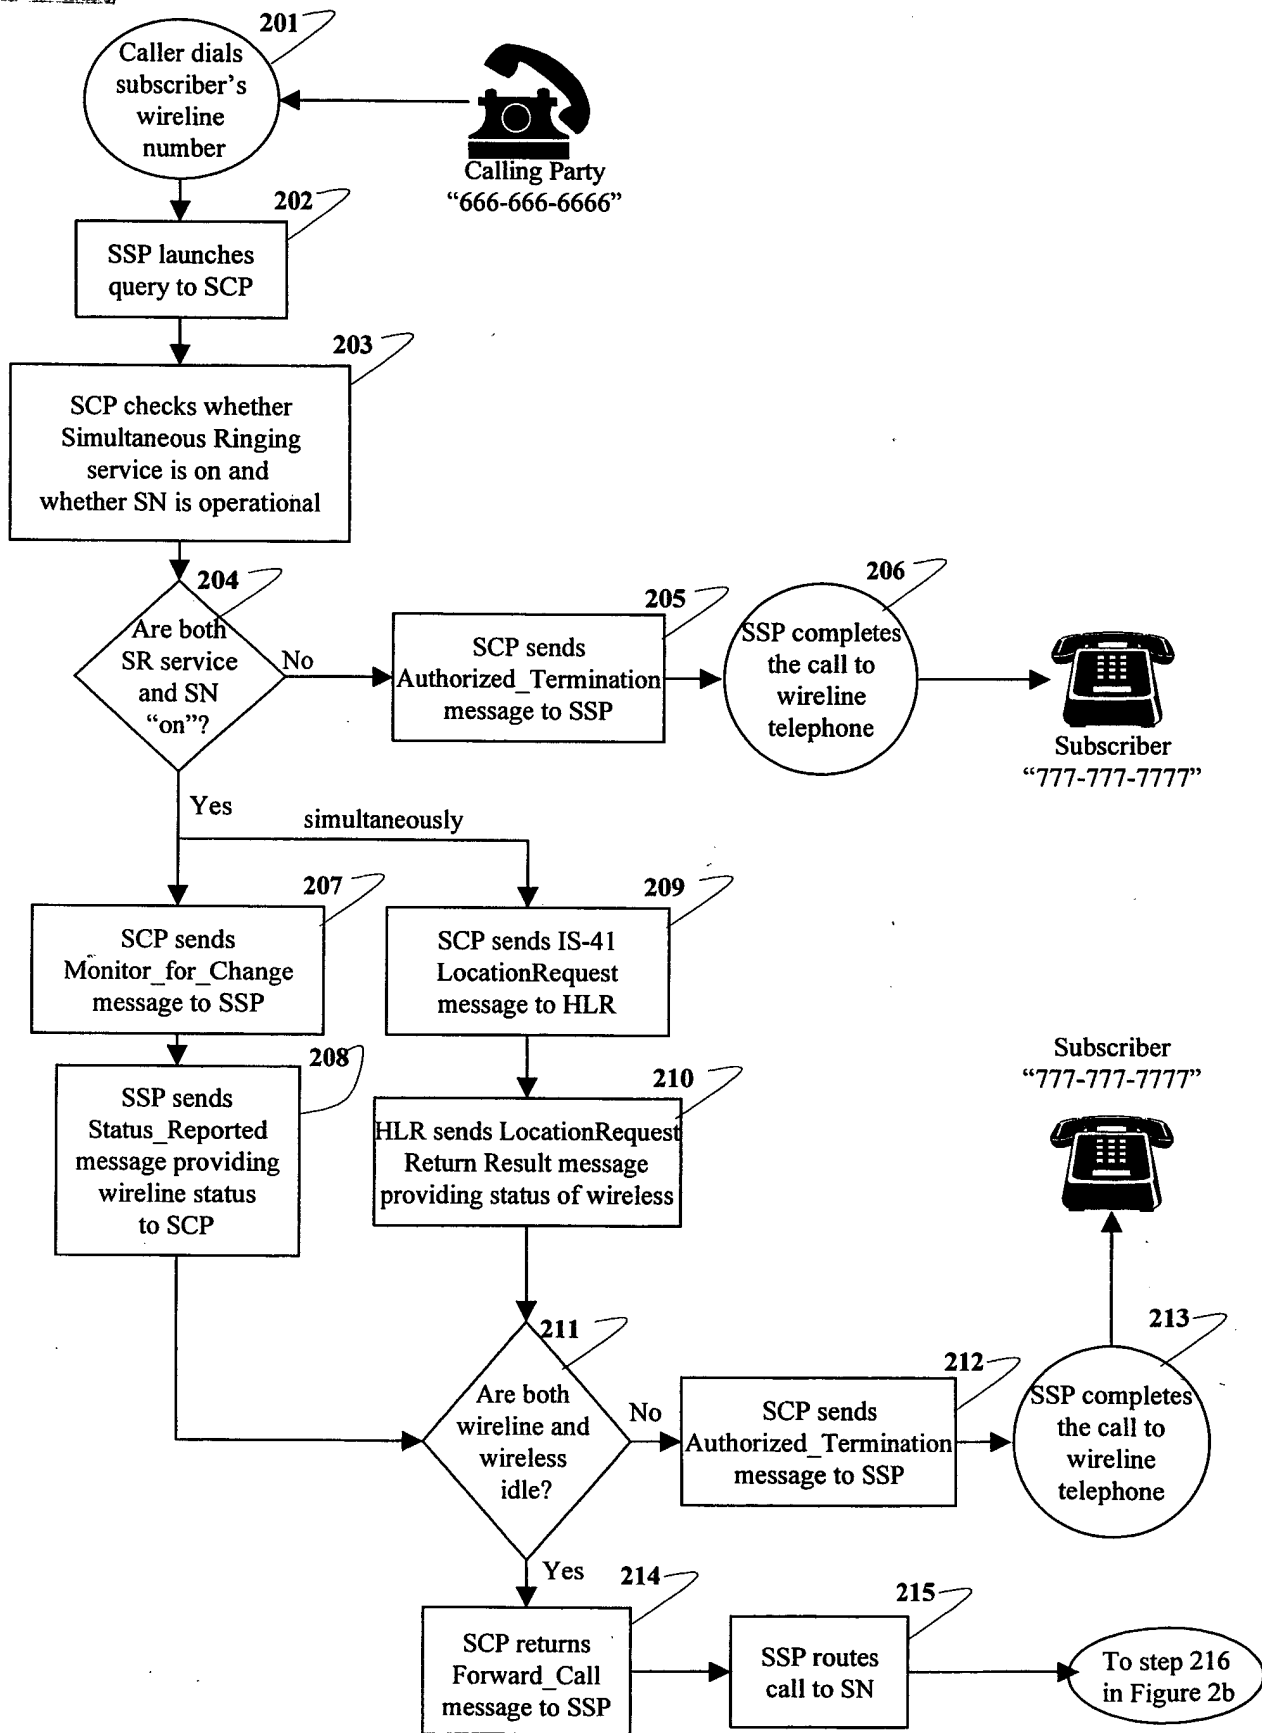 201
Caller dials
subscriber's
wireline
number
Calling Party
“666-666-6666”
202
SSP launches
query to SCP
203
SCP checks whether
Simultaneous Ringing
service is on and
whether SN is operational
204
Are both
SR service
and SN
“on”?
No
205
SCP sends
Authorized_Termination
message to SSP
206
SSP completes
the call to
wireline
telephone
Subscriber
“777-777-7777”
Yes
simultaneously
207
SCP sends
Monitor_for_Change
message to SSP
209
SCP sends IS-41
LocationRequest
message to HLR
208
SSP sends
Status_Reported
message providing
wireline status
to SCP
210
HLR sends LocationRequest
Return Result message
providing status of wireless
Subscriber
“777-777-7777”
211
Are both
wireline and
wireless
idle?
No
212
SCP sends
Authorized_Termination
message to SSP
213
SSP completes
the call to
wireline
telephone
Yes
214
SCP returns
Forward_Call
message to SSP
215
SSP routes
call to SN
To step 216
in Figure 2b